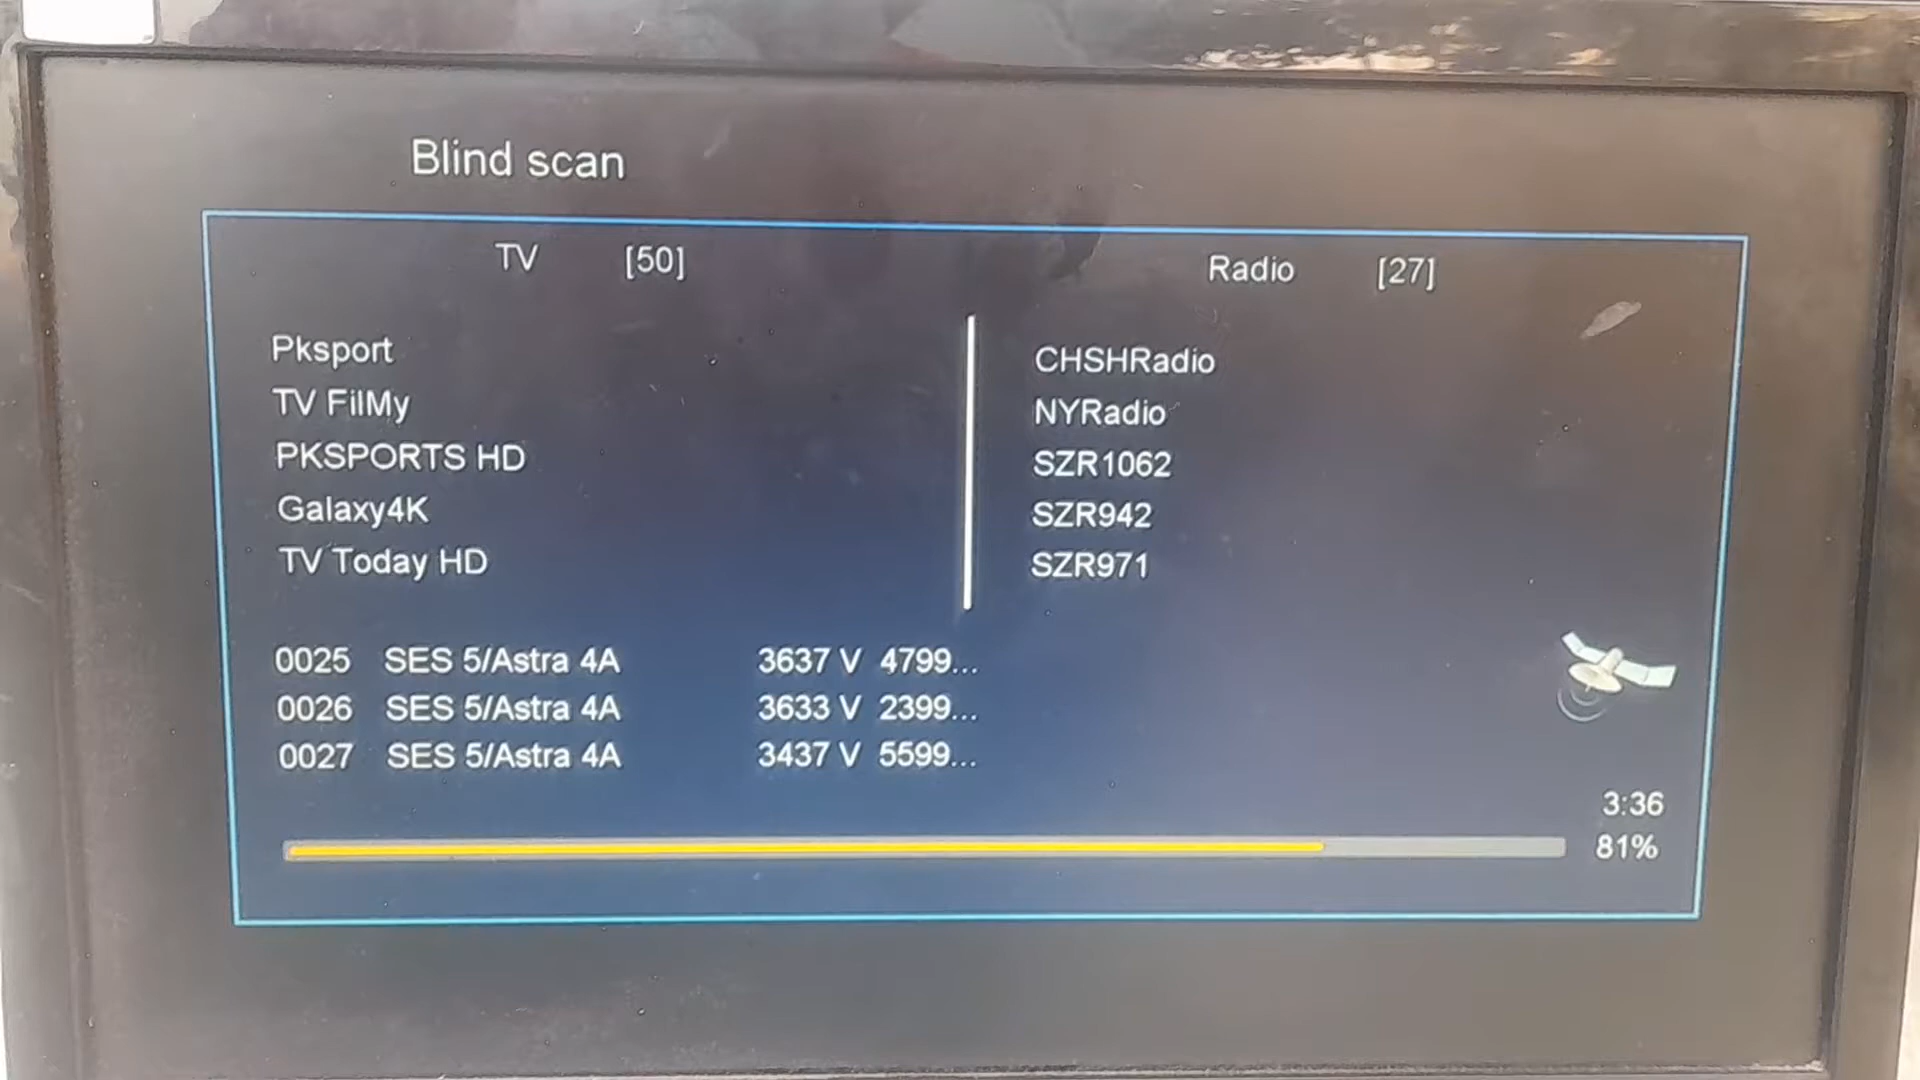 Blind scan
TV [50]
Radio [27]
Pksport
TV FilMy
PKSPORTS HD
Galaxy4K
TV Today HD
CHSHRadio
NYRadio
SZR1062
SZR942
SZR971
0025 SES 5/Astra 4A 3637 V 4799...
0026 SES 5/Astra 4A 3633 V 2399...
0027 SES 5/Astra 4A 3437 V 5599...
3:36
81%